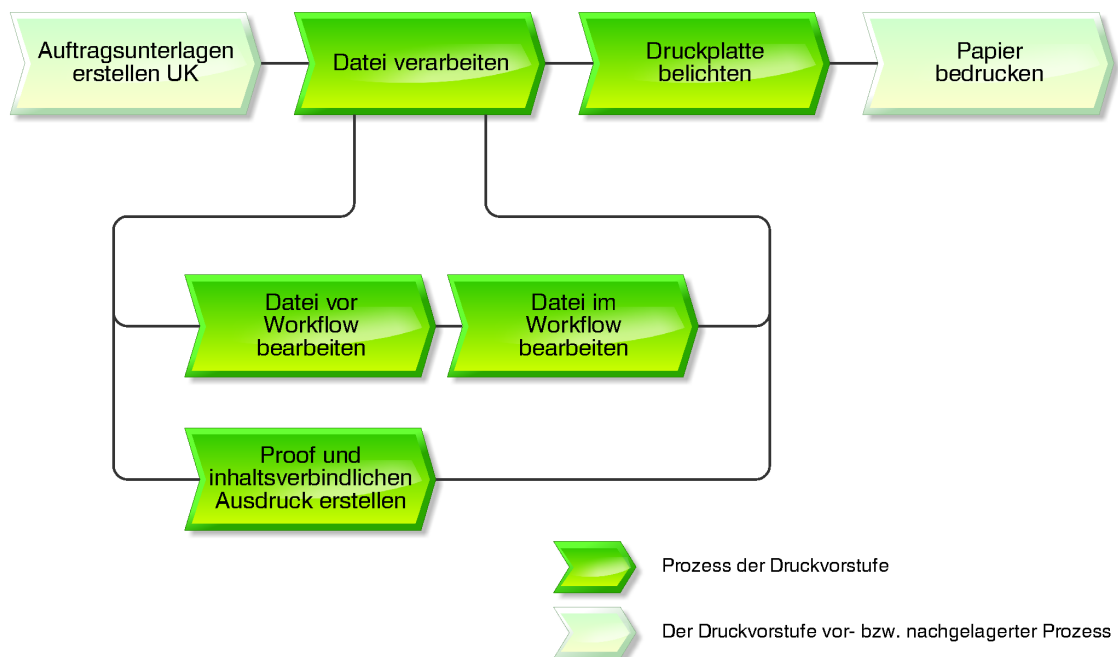 Auftragsunterlagen
erstellen UK
Datei verarbeiten
Druckplatte
belichten
Papier
bedrucken
Datei vor
Workflow
bearbeiten
Datei im
Workflow
bearbeiten
Proof und
inhaltsverbindlichen
Ausdruck erstellen
Prozess der Druckvorstufe
Der Druckvorstufe vor- bzw. nachgelagerter Prozess